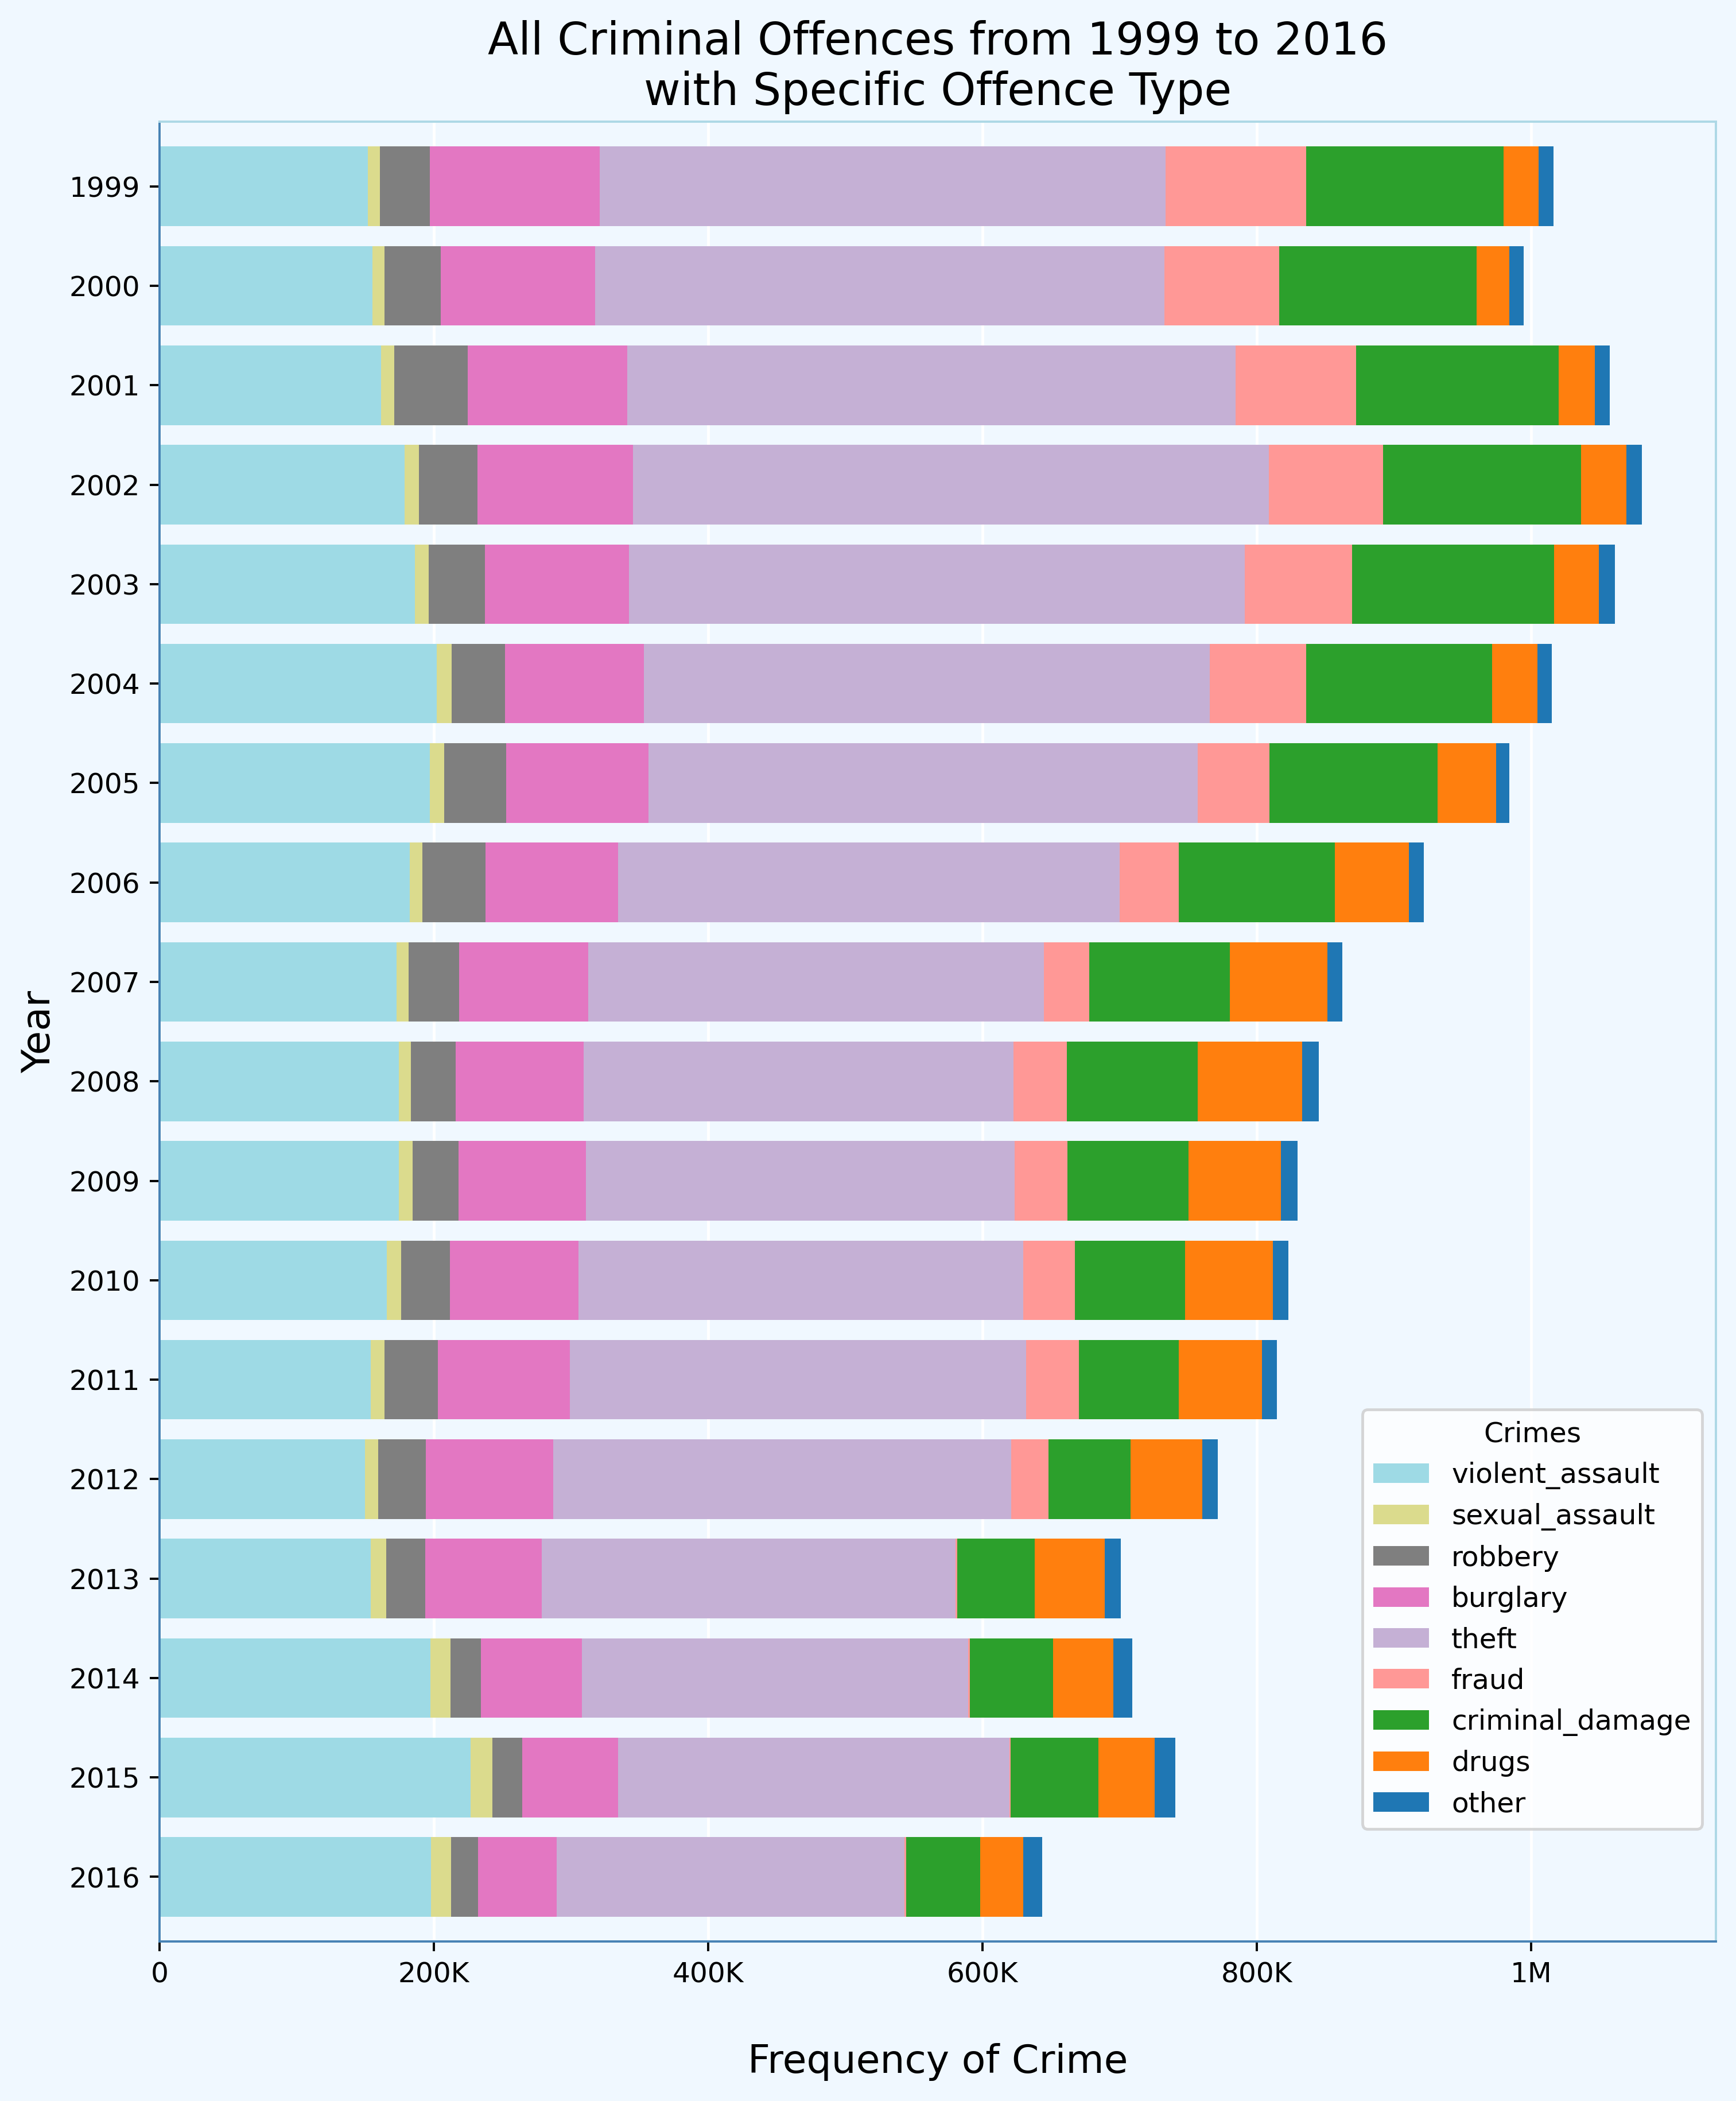 All Criminal Offences from 1999 to 2016
with Specific Offence Type
1999
2000
2001
2002
2003
2004
2005
2006
2007
2008
2009
2010
2011
2012
2013
2014
2015
2016
Year
0 200K 400K 600K 800K 1M
Frequency of Crime
Crimes
violent_assault
sexual_assault
robbery
burglary
theft
fraud
criminal_damage
drugs
other